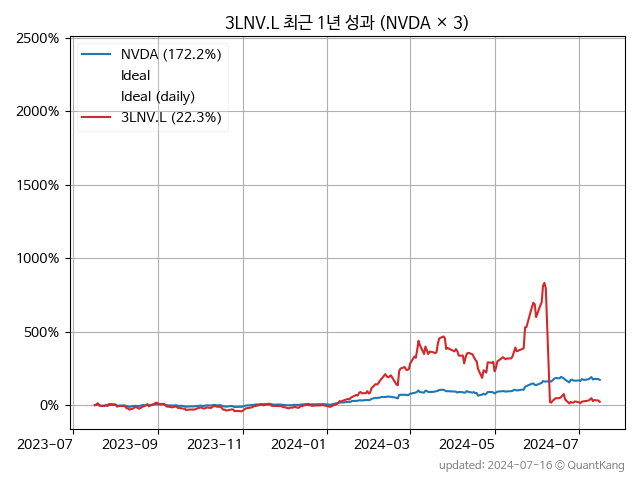 3LNV.L 최근 1년 성과 (NVDA × 3)
2500%
2000%
1500%
1000%
500%
0%
NVDA (172.2%)
Ideal
Ideal (daily)
3LNV.L (22.3%)
2023-07
2023-09
2023-11
2024-01
2024-03
2024-05
2024-07
updated: 2024-07-16 © QuantKang